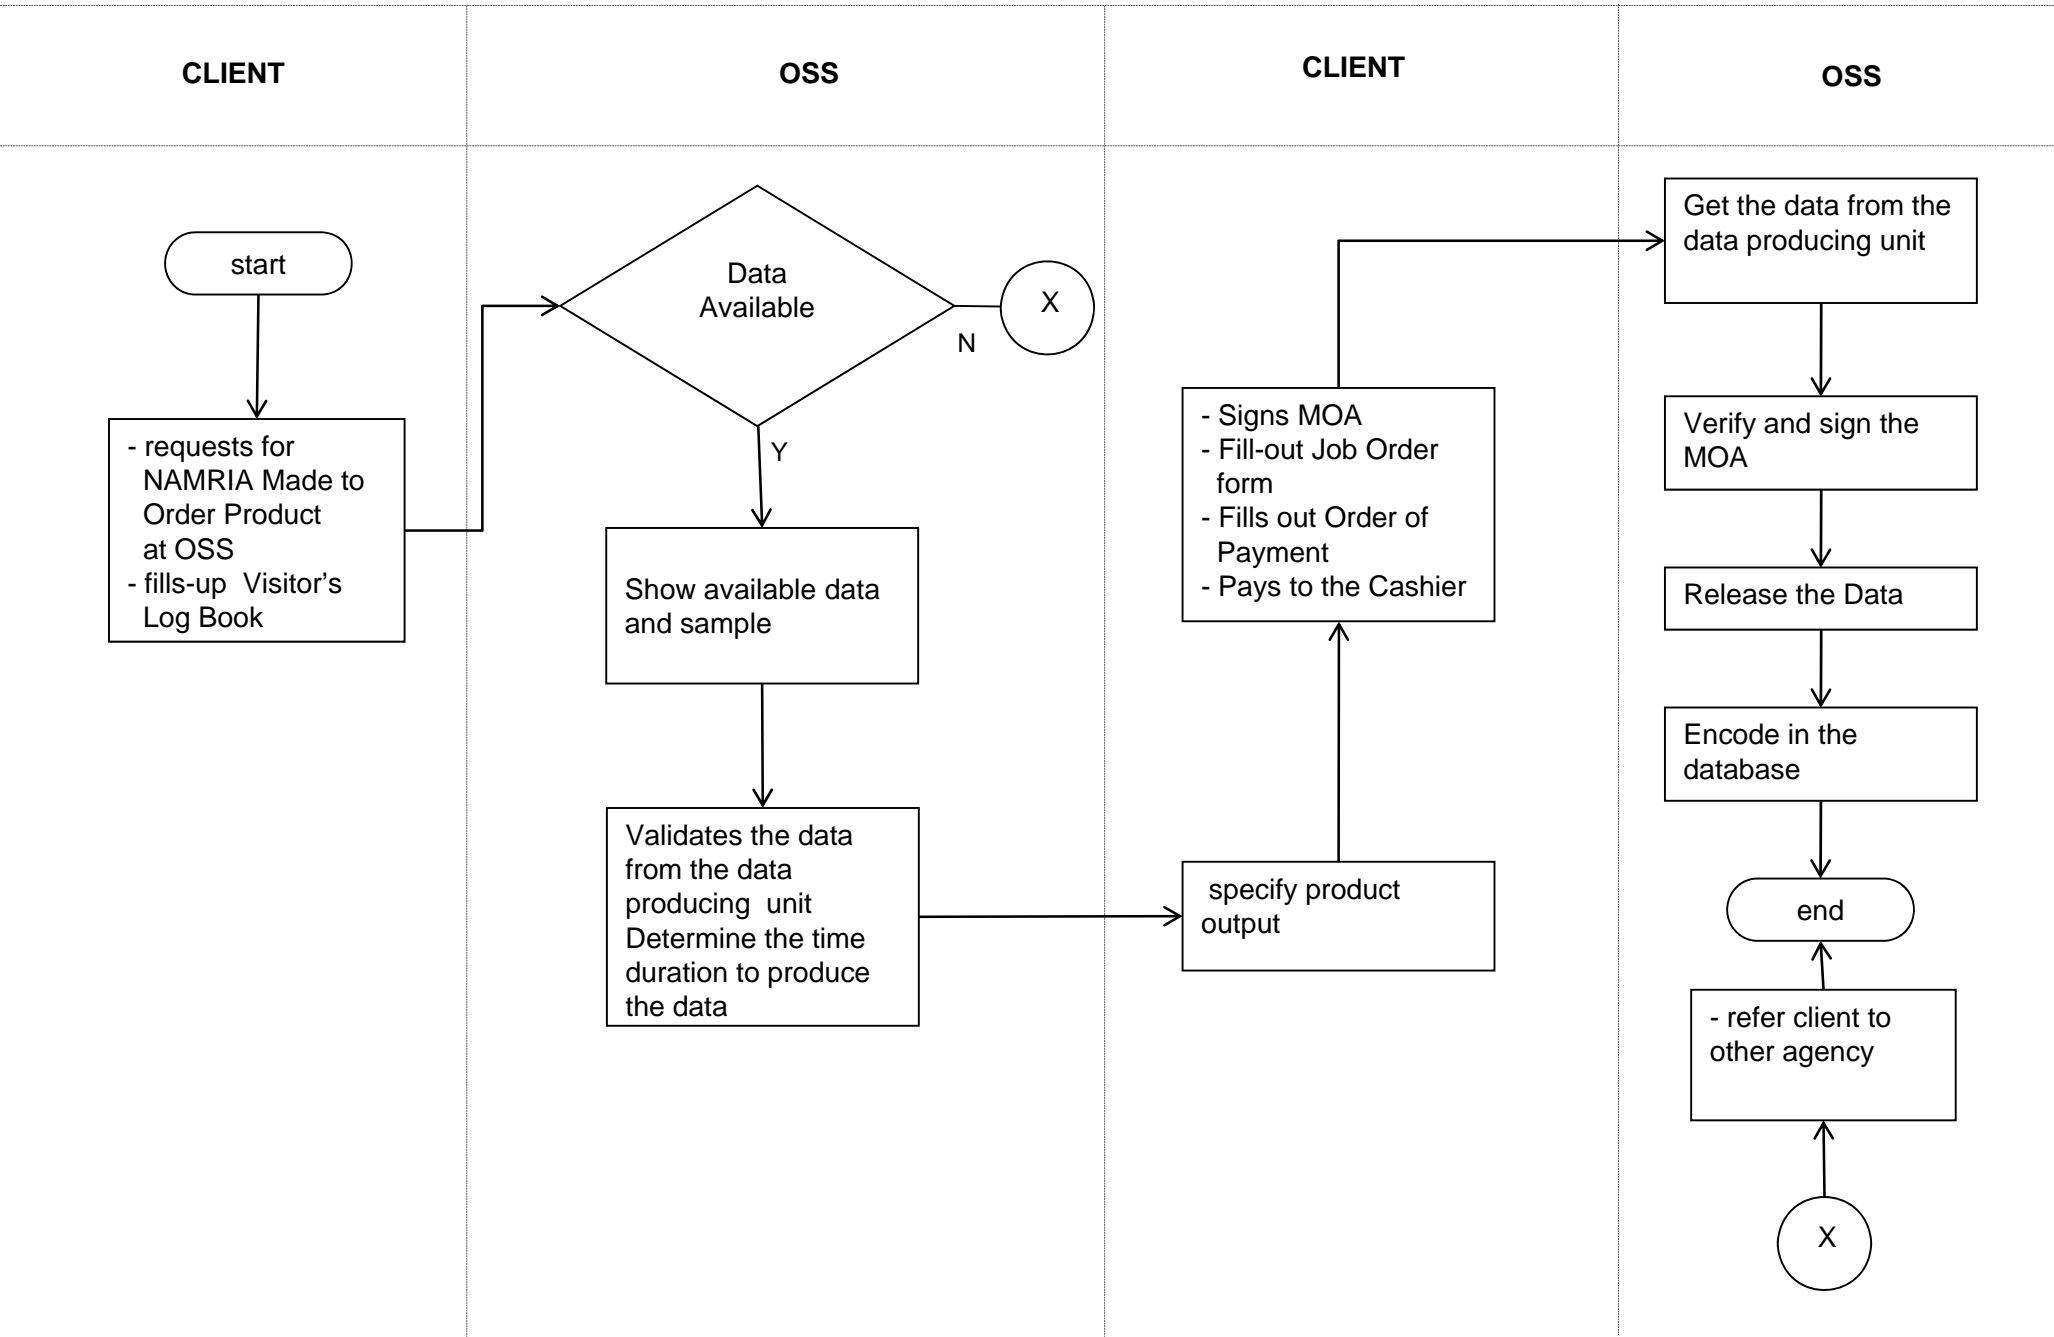 CLIENT
OSS
CLIENT
OSS
start
- requests for
NAMRIA Made to
Order Product
at OSS
- fills-up Visitor’s
Log Book
Data
Available
N
X
Y
Show available data
and sample
Validates the data
from the data
producing unit
Determine the time
duration to produce
the data
- Signs MOA
- Fill-out Job Order
form
- Fills out Order of
Payment
- Pays to the Cashier
specify product
output
Get the data from the
data producing unit
Verify and sign the
MOA
Release the Data
Encode in the
database
end
- refer client to
other agency
X